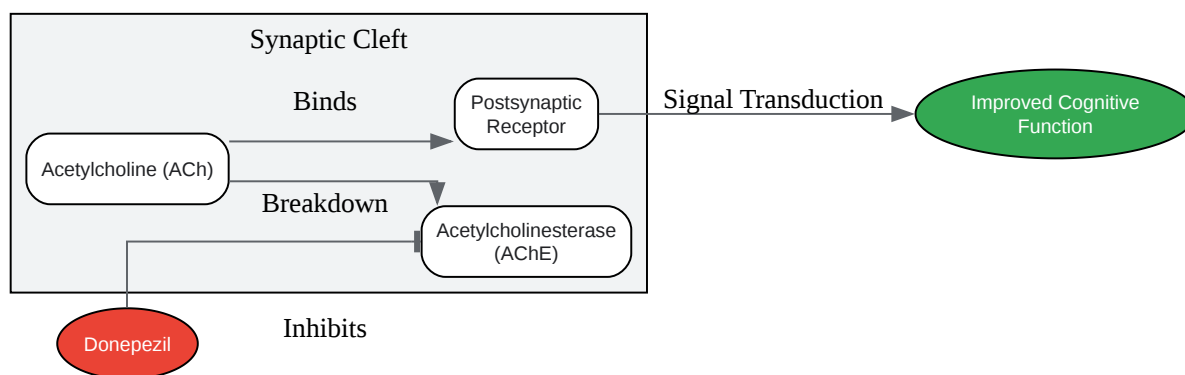 Synaptic Cleft
Binds
Postsynaptic
Receptor
Signal Transduction
Improved Cognitive
Function
Acetylcholine (ACh)
Breakdown
Acetylcholinesterase
(AChE)
Inhibits
Donepezil